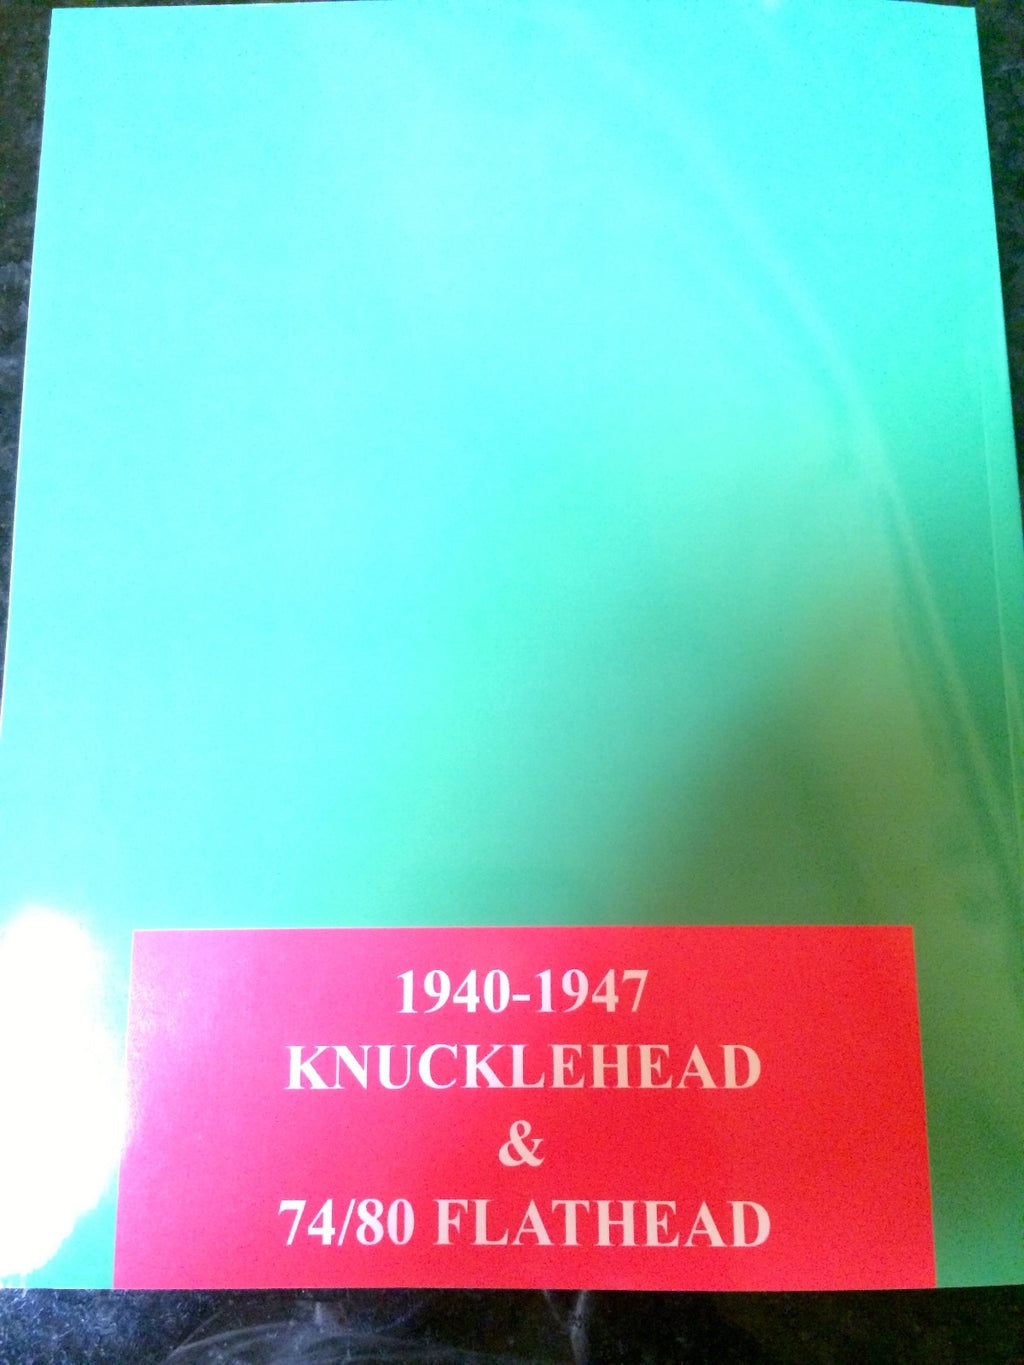 1940-1947
KNUCKLEHEAD
&
74/80 FLATHEAD